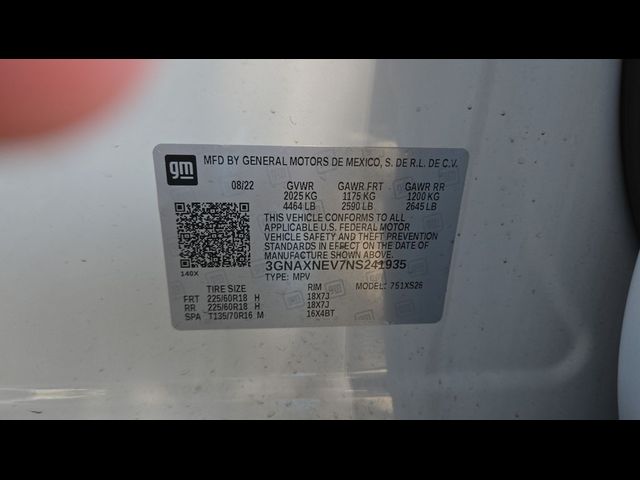 gm MFD BY GENERAL MOTORS DE MEXICO, S. DE R.L. DE C.V.
08/22 GVWR GAWR FRT GAWR RR
2025 KG 1175 KG 1200 KG
4464 LB 2590 LB 2645 LB
THIS VEHICLE CONFORMS TO ALL
APPLICABLE U.S. FEDERAL MOTOR
VEHICLE SAFETY AND THEFT PREVENTION
STANDARDS IN EFFECT ON THE DATE OF
MANUFACTURE SHOWN ABOVE.
3GNAXNEV7NS241935
140X
TYPE: MPV MODEL: 751XS26
TIRE SIZE RIM
FRT 225/60R18 H 18X7J
RR 225/60R18 H 18X7J
SPA T135/70R16 M 16X4BT